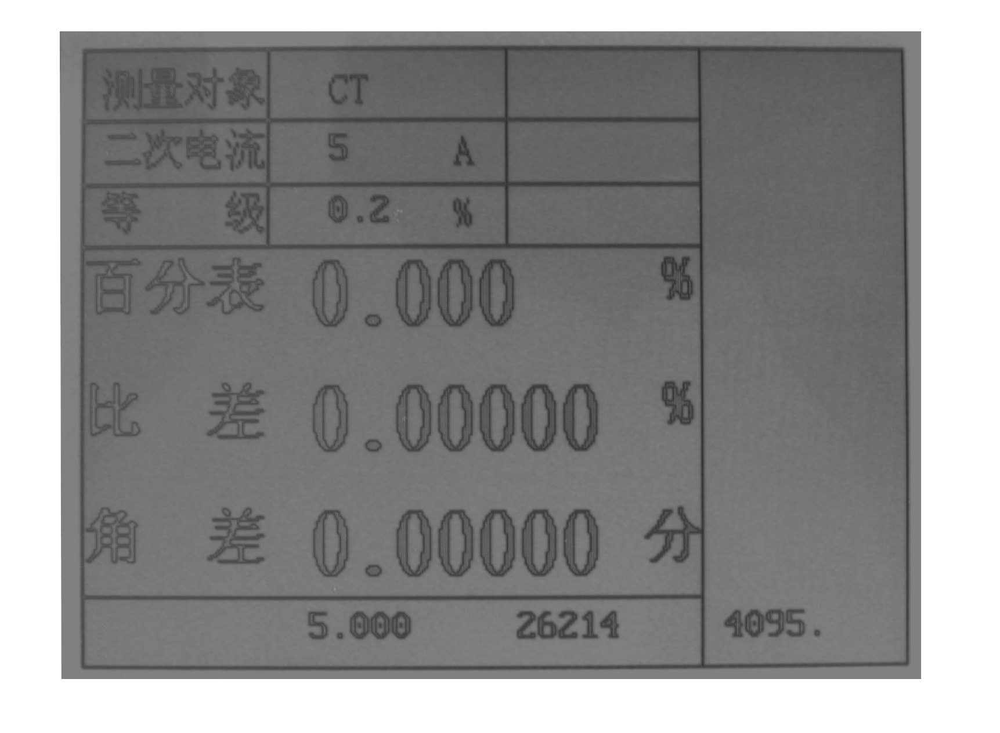 测量对象 CT
二次电流 5 A
等 级 0.2 %
百分表 0.000 %
比 差 0.00000 %
角 差 0.00000 分
5.000 26214 4095.